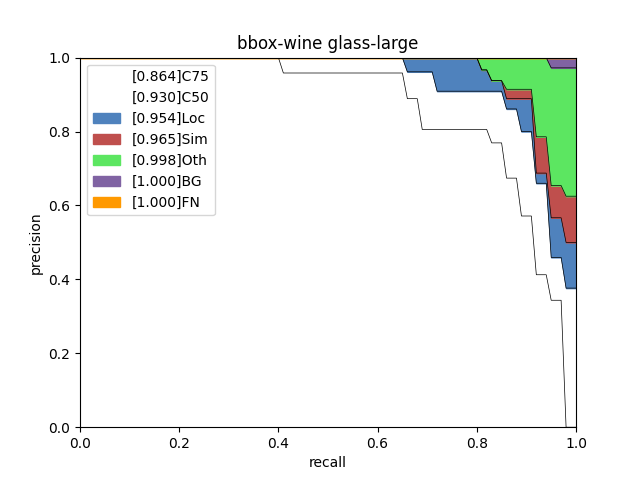 bbox-wine glass-large
1.0
0.8
0.6
0.4
0.2
0.0
precision
[0.864]C75
[0.930]C50
[0.954]Loc
[0.965]Sim
[0.998]Oth
[1.000]BG
[1.000]FN
0.0 0.2 0.4 0.6 0.8 1.0
recall